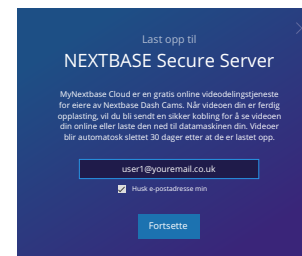 Last opp til
NEXTBASE Secure Server
MyNextbase Cloud er en gratis online videodelingstjeneste
for eiere av Nextbase Dash Cams. Når videoen din er ferdig
opplasting, vil du bli sendt en sikker kobling for å se videoen
din online eller laste den ned til datamaskinen din. Videoer
blir automatosk slettet 30 dager etter at de er lastet opp.
user1@youremail.co.uk
Husk e-postadresse min
Fortsette